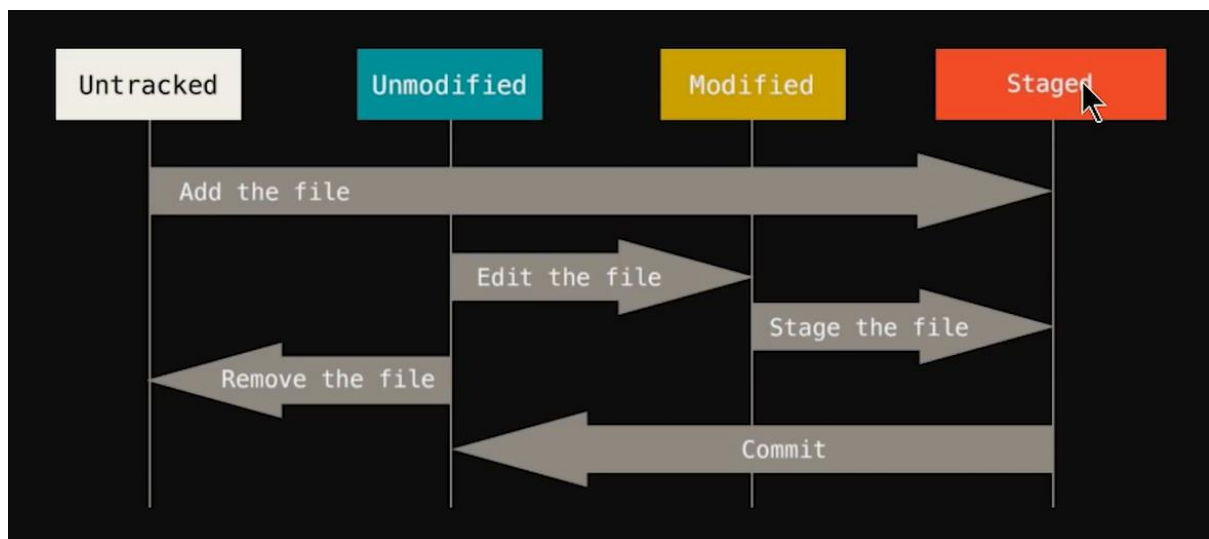 Untracked
Unmodified
Modified
Staged
Add the file
Edit the file
Stage the file
Remove the file
Commit